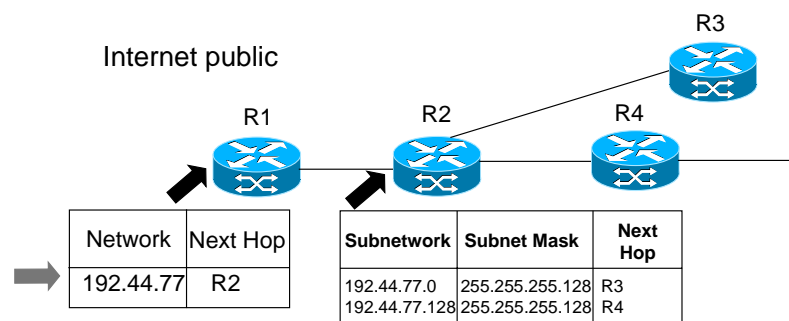 R3
Internet public
R1
R2
R4
Network Next Hop
192.44.77 R2
Subnetwork Subnet Mask Next Hop
192.44.77.0 255.255.255.128 R3
192.44.77.128 255.255.255.128 R4